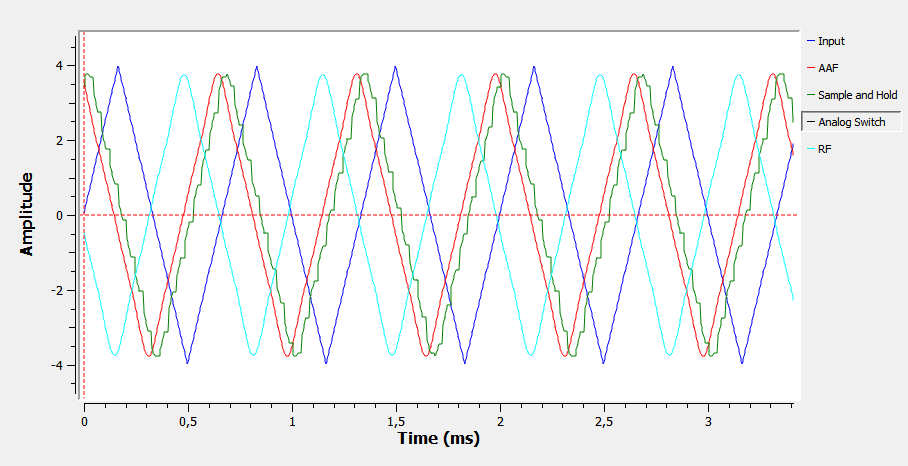 Amplitude
4
2
0
-2
-4
0
0,5
1
1,5
2
2,5
3
Time (ms)
Input
AAF
Sample and Hold
Analog Switch
RF